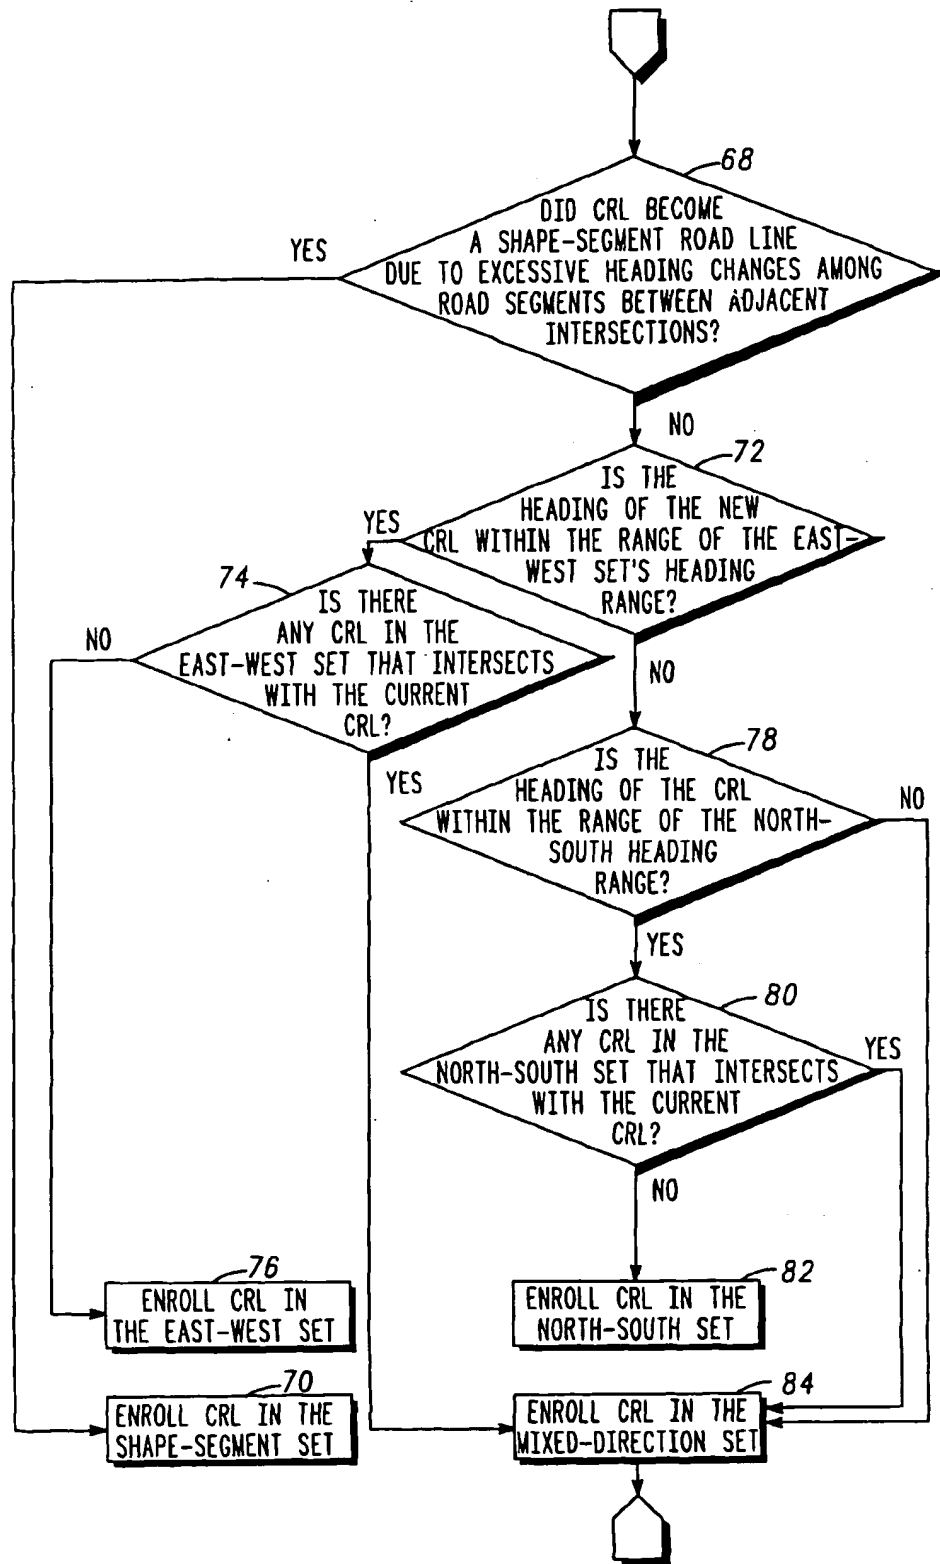 68
DID CRL BECOME
A SHAPE-SEGMENT ROAD LINE
DUE TO EXCESSIVE HEADING CHANGES AMONG
ROAD SEGMENTS BETWEEN ADJACENT
INTERSECTIONS?
YES
NO
72
IS THE
HEADING OF THE NEW
CRL WITHIN THE RANGE OF THE EAST-
WEST SET'S HEADING
RANGE?
YES
NO
74
IS THERE
ANY CRL IN THE
EAST-WEST SET THAT INTERSECTS
WITH THE CURRENT
CRL?
NO
YES
78
IS THE
HEADING OF THE CRL
WITHIN THE RANGE OF THE NORTH-
SOUTH HEADING
RANGE?
NO
YES
80
IS THERE
ANY CRL IN THE
NORTH-SOUTH SET THAT INTERSECTS
WITH THE CURRENT
CRL?
YES
NO
76
ENROLL CRL IN
THE EAST-WEST SET
82
ENROLL CRL IN THE
NORTH-SOUTH SET
70
ENROLL CRL IN THE
SHAPE-SEGMENT SET
84
ENROLL CRL IN THE
MIXED-DIRECTION SET